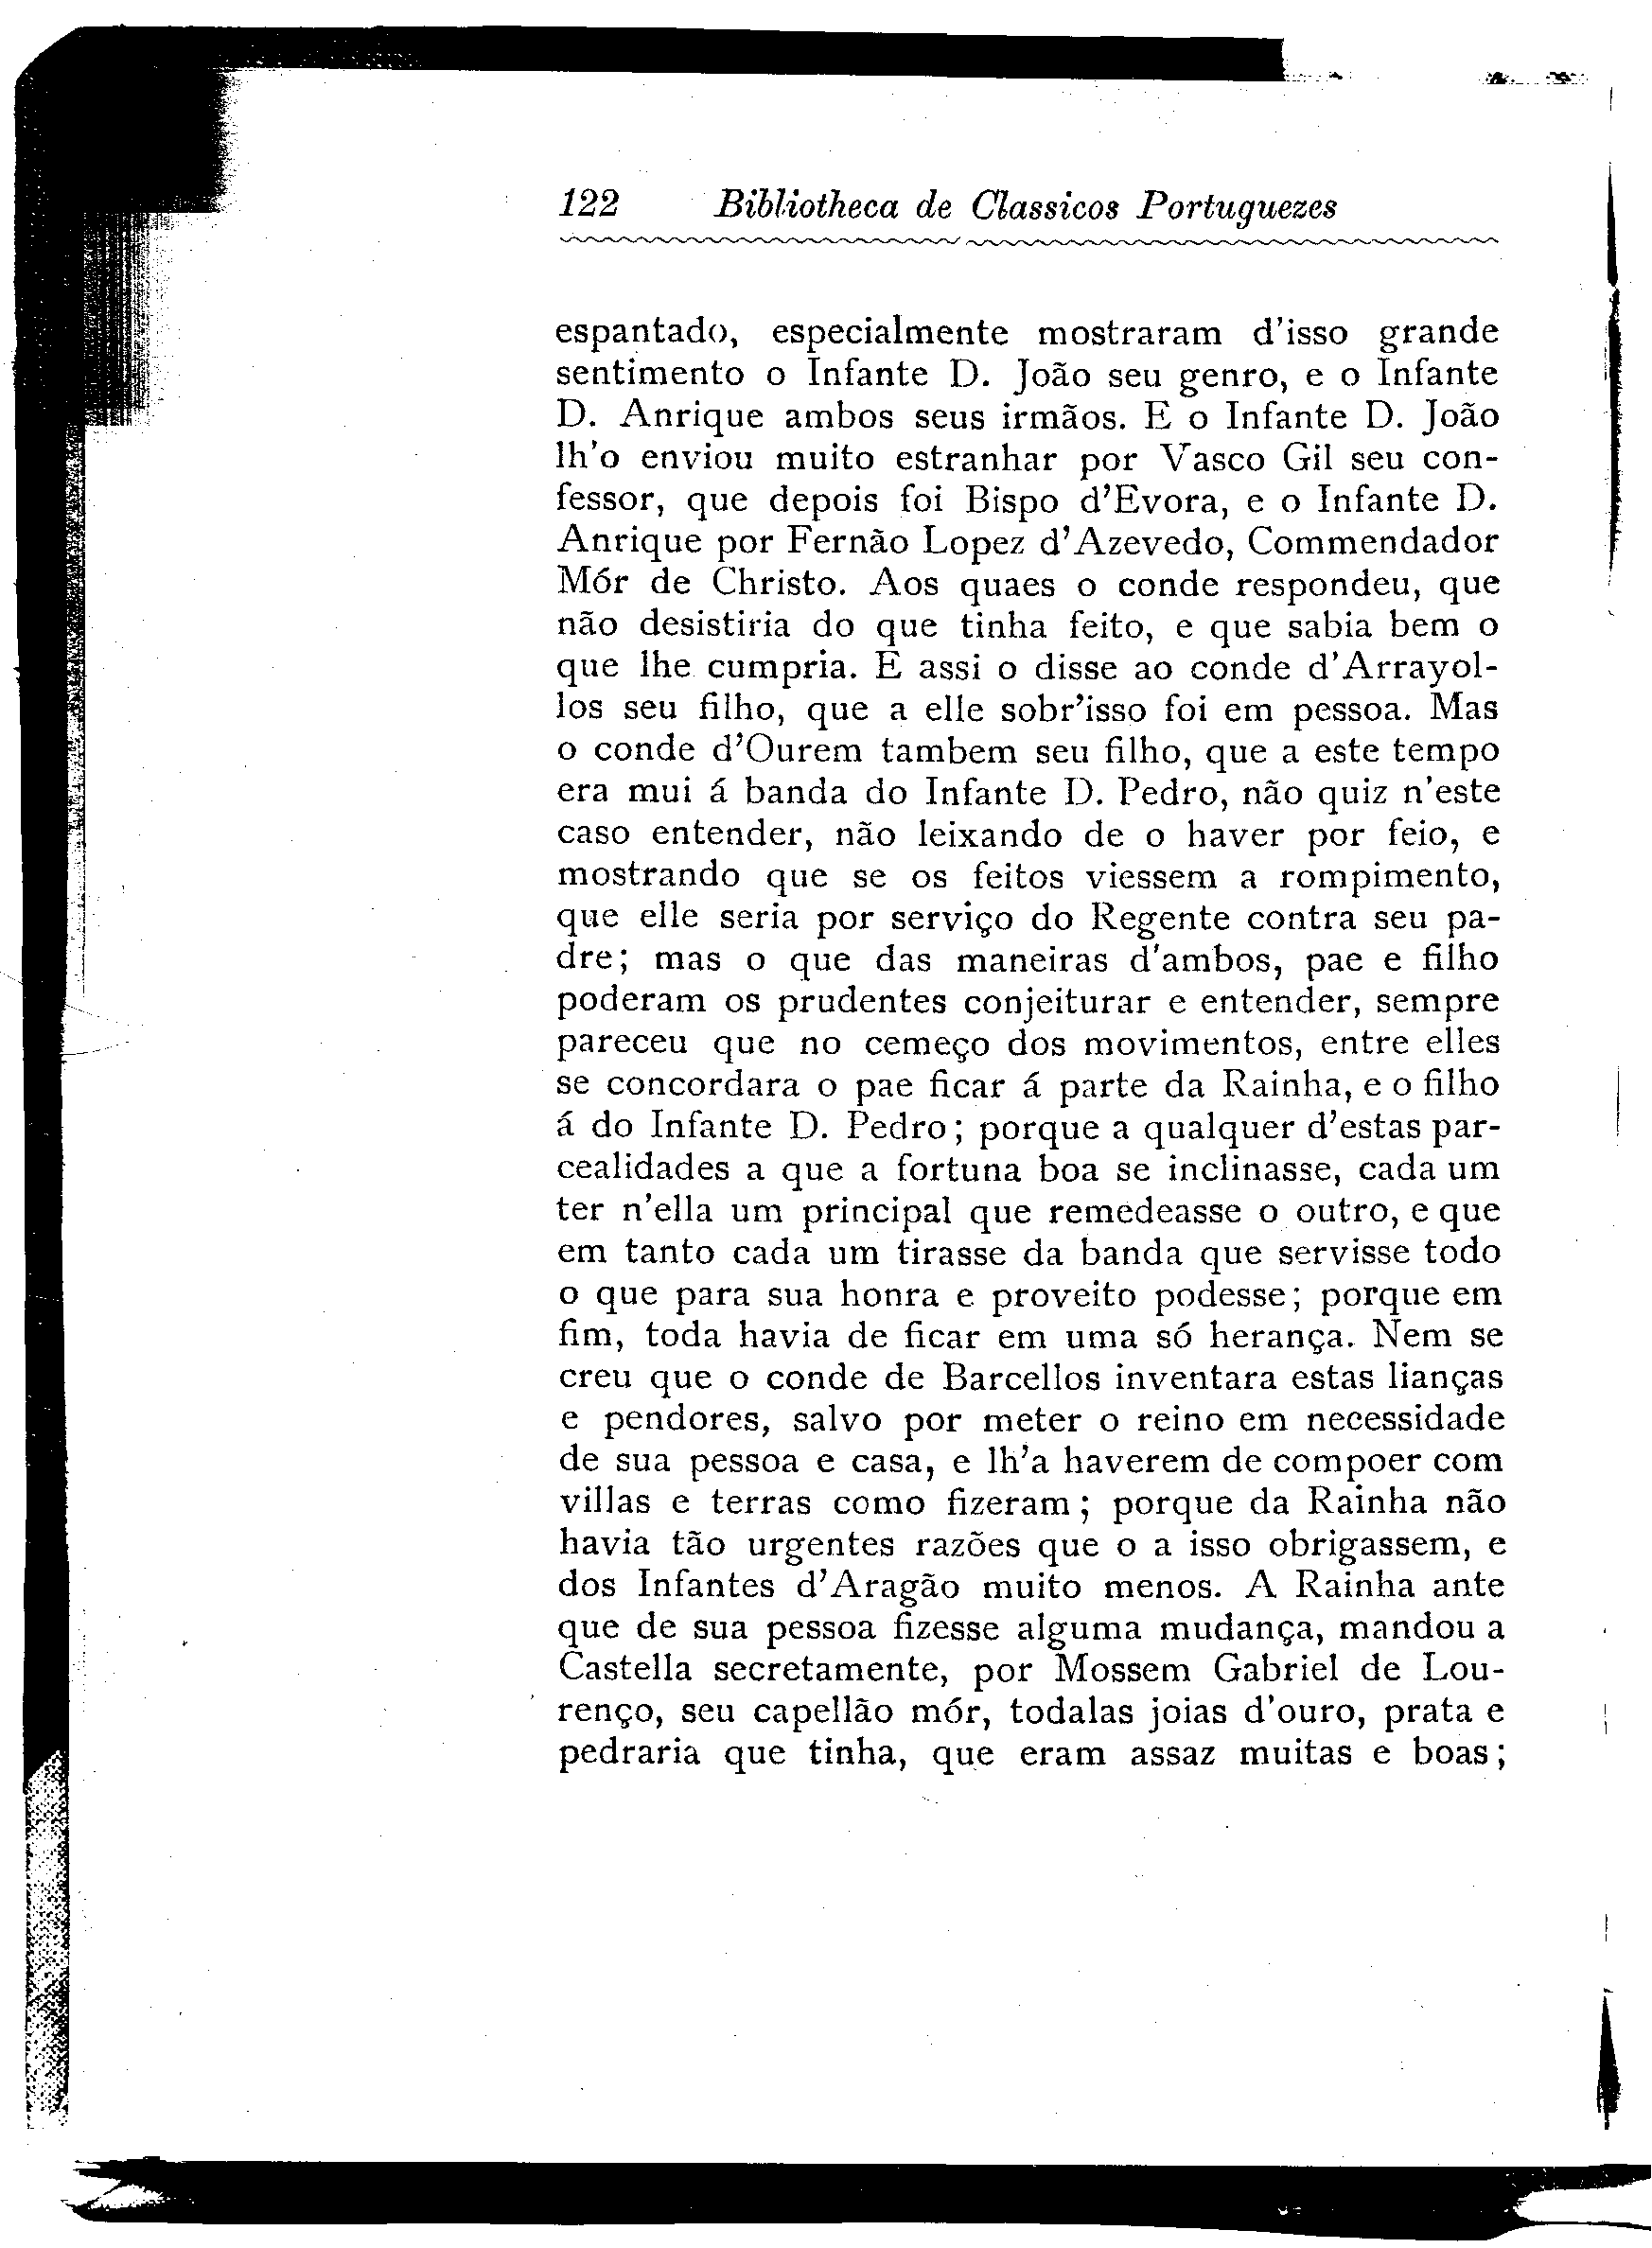 122 Bibliotheca de Classicos Portuguezes
espantado, especialmente mostraram d'isso grande
sentimento o Infante D. João seu genro, e o Infante
D. Anrique ambos seus irmãos. E o Infante D. João
lh'o enviou muito estranhar por Vasco Gil seu con-
fessor, que depois foi Bispo d'Evora, e o Infante D.
Anrique por Fernão Lopez d'Azevedo, Commendador
Mór de Christo. Aos quaes o conde respondeu, que
não desistiria do que tinha feito, e que sabia bem o
que lhe cumpria. E assi o disse ao conde d'Arrayol-
los seu filho, que a elle sobr'isso foi em pessoa. Mas
o conde d'Ourem tambem seu filho, que a este tempo
era mui á banda do Infante D. Pedro, não quiz n'este
caso entender, não leixando de o haver por feio, e
mostrando que se os feitos viessem a rompimento,
que elle seria por serviço do Regente contra seu pa-
dre; mas o que das maneiras d'ambos, pae e filho
poderam os prudentes conjeiturar e entender, sempre
pareceu que no cemeço dos movimentos, entre elles
se concordara o pae ficar á parte da Rainha, e o filho
á do Infante D. Pedro; porque a qualquer d'estas par-
cealidades a que a fortuna boa se inclinasse, cada um
ter n'ella um principal que remedeasse o outro, e que
em tanto cada um tirasse da banda que servisse todo
o que para sua honra e proveito podesse; porque em
fim, toda havia de ficar em uma só herança. Nem se
creu que o conde de Barcellos inventara estas lianças
e pendores, salvo por meter o reino em necessidade
de sua pessoa e casa, e lh'a haverem de compoer com
villas e terras como fizeram; porque da Rainha não
havia tão urgentes razões que o a isso obrigassem, e
dos Infantes d'Aragão muito menos. A Rainha ante
que de sua pessoa fizesse alguma mudança, mandou a
Castella secretamente, por Mossem Gabriel de Lou-
renço, seu capellão mór, todalas joias d'ouro, prata e
pedraria que tinha, que eram assaz muitas e boas;